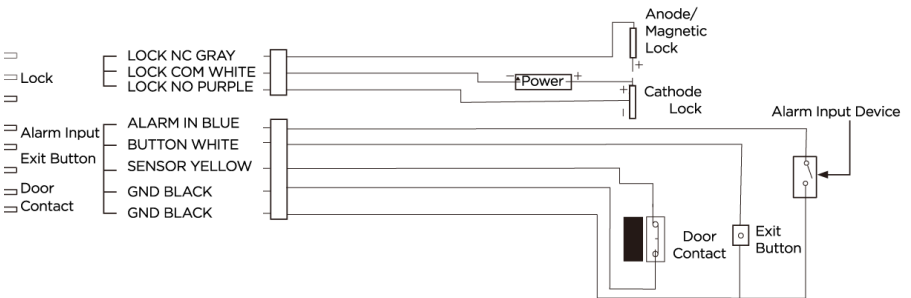 Anode/
Magnetic
Lock
LOCK NC GRAY
LOCK COM WHITE
LOCK NO PURPLE
Lock
+
- Power +
+
-
Cathode
Lock
Alarm Input Device
ALARM IN BLUE
Alarm Input
BUTTON WHITE
Exit Button
SENSOR YELLOW
Door
Contact
GND BLACK
GND BLACK
Door
Contact
Exit
Button